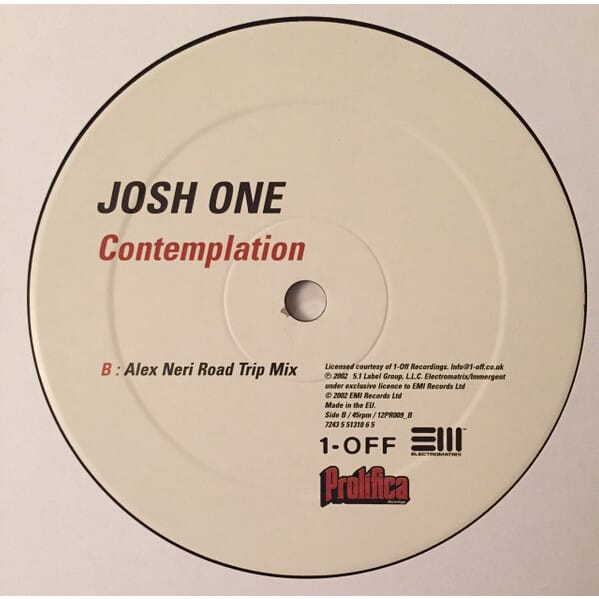 JOSH ONE
Contemplation
B : Alex Neri Road Trip Mix
Licensed courtesy of 1-Off Recordings. Info@1-off.co.uk
℗ 2002 5.1 Label Group, L.L.C. Electromatrix/Immergent
under exclusive licence to EMI Records Ltd
© 2002 EMI Records Ltd
Made in the EU.
Side B / 45rpm / 12PR009_B
7243 5 51310 6 5
1-OFF
ELECTROMATRIX
™
Prolifica
Recordings